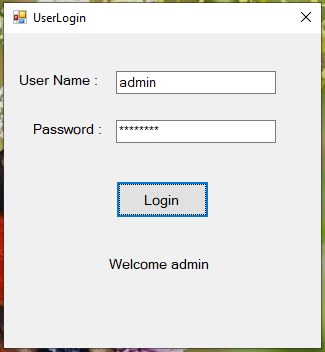 UserLogin
User Name : admin
Password : ********
Login
Welcome admin